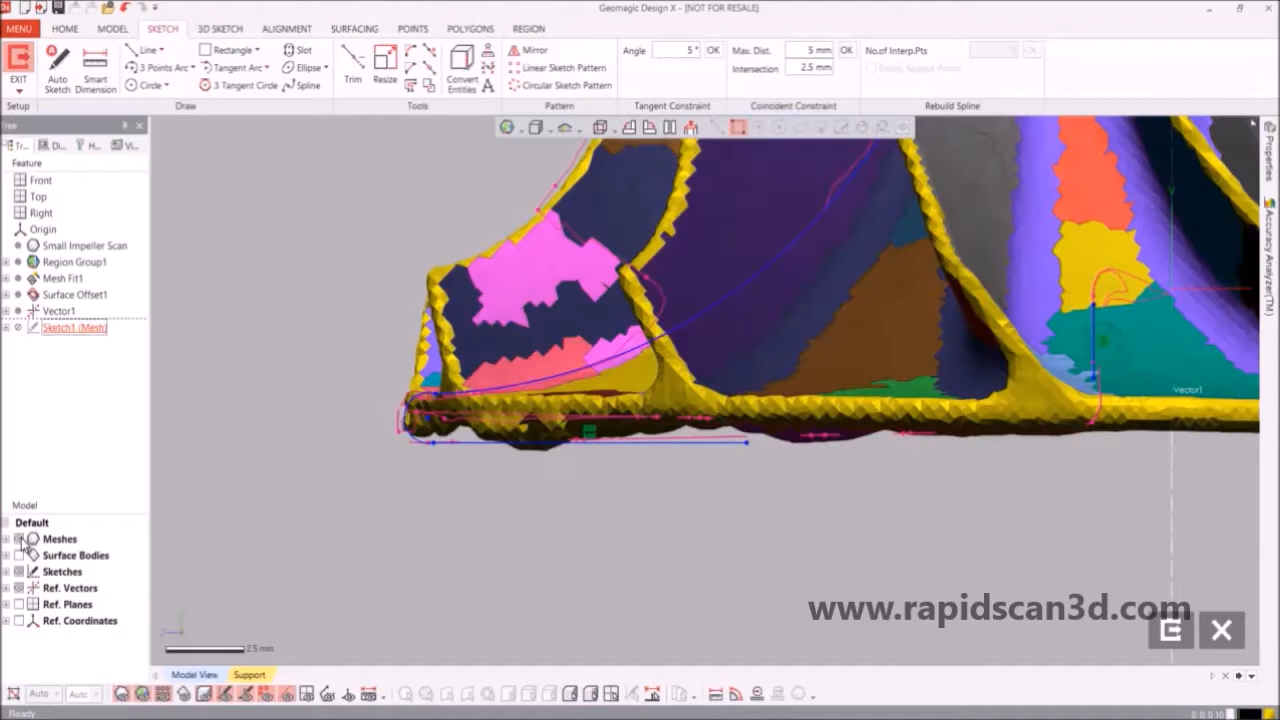 Geomagic Design X - [NOT FOR RESALE]
MENU HOME MODEL SKETCH 3D SKETCH ALIGNMENT SURFACING POINTS POLYGONS REGION
Line Rectangle Slot Mirror Angle 5° OK Max. Dist. 5 mm OK No.of Interp.Pts
3 Points Arc Tangent Arc Ellipse Linear Sketch Pattern Intersection 2.5 mm
EXIT Auto Sketch Smart Dimension Circle 3 Tangent Circle Spline Trim Resize Convert Entities Circular Sketch Pattern
Setup Draw Tools Pattern Tangent Constraint Coincident Constraint Rebuild Spline
Tree
Tr... Di... H... Vi...
Feature
Front
Top
Right
Origin
Small Impeller Scan
Region Group1
Mesh Fit1
Surface Offset1
Vector1
Sketch1 (Mesh)
Properties
Accuracy Analyzer(TM)
Vector1
Model
Default
Meshes
Surface Bodies
Sketches
Ref. Vectors
Ref. Planes
Ref. Coordinates
www.rapidscan3d.com
2.5 mm
Model View Support
Auto Auto
Ready